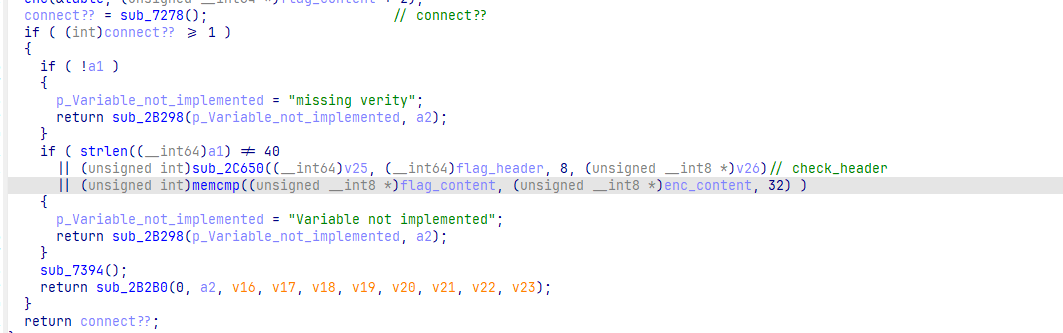 connect?? = sub_7278(); // connect??
if ( (int)connect?? ⩾ 1 )
{
if ( !a1 )
{
p_Variable_not_implemented = "missing verity";
return sub_2B298(p_Variable_not_implemented, a2);
}
if ( strlen((__int64)a1) ≠ 40
|| (unsigned int)sub_2C650((__int64)v25, (__int64)flag_header, 8, (unsigned __int8 *)v26)// check_header
|| (unsigned int)memcmp((unsigned __int8 *)flag_content, (unsigned __int8 *)enc_content, 32) )
{
p_Variable_not_implemented = "Variable not implemented";
return sub_2B298(p_Variable_not_implemented, a2);
}
sub_7394();
return sub_2B2B0(0, a2, v16, v17, v18, v19, v20, v21, v22, v23);
}
return connect??;